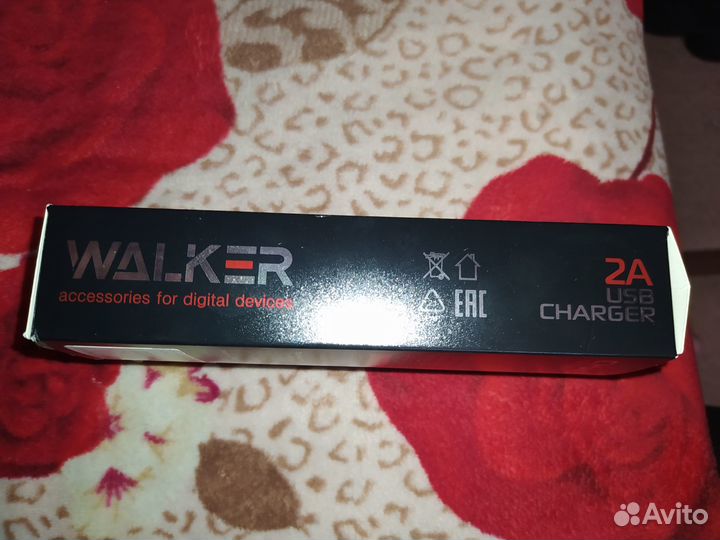 WALKER
accessories for digital devices
EAC
2A
USB
CHARGER
Avito